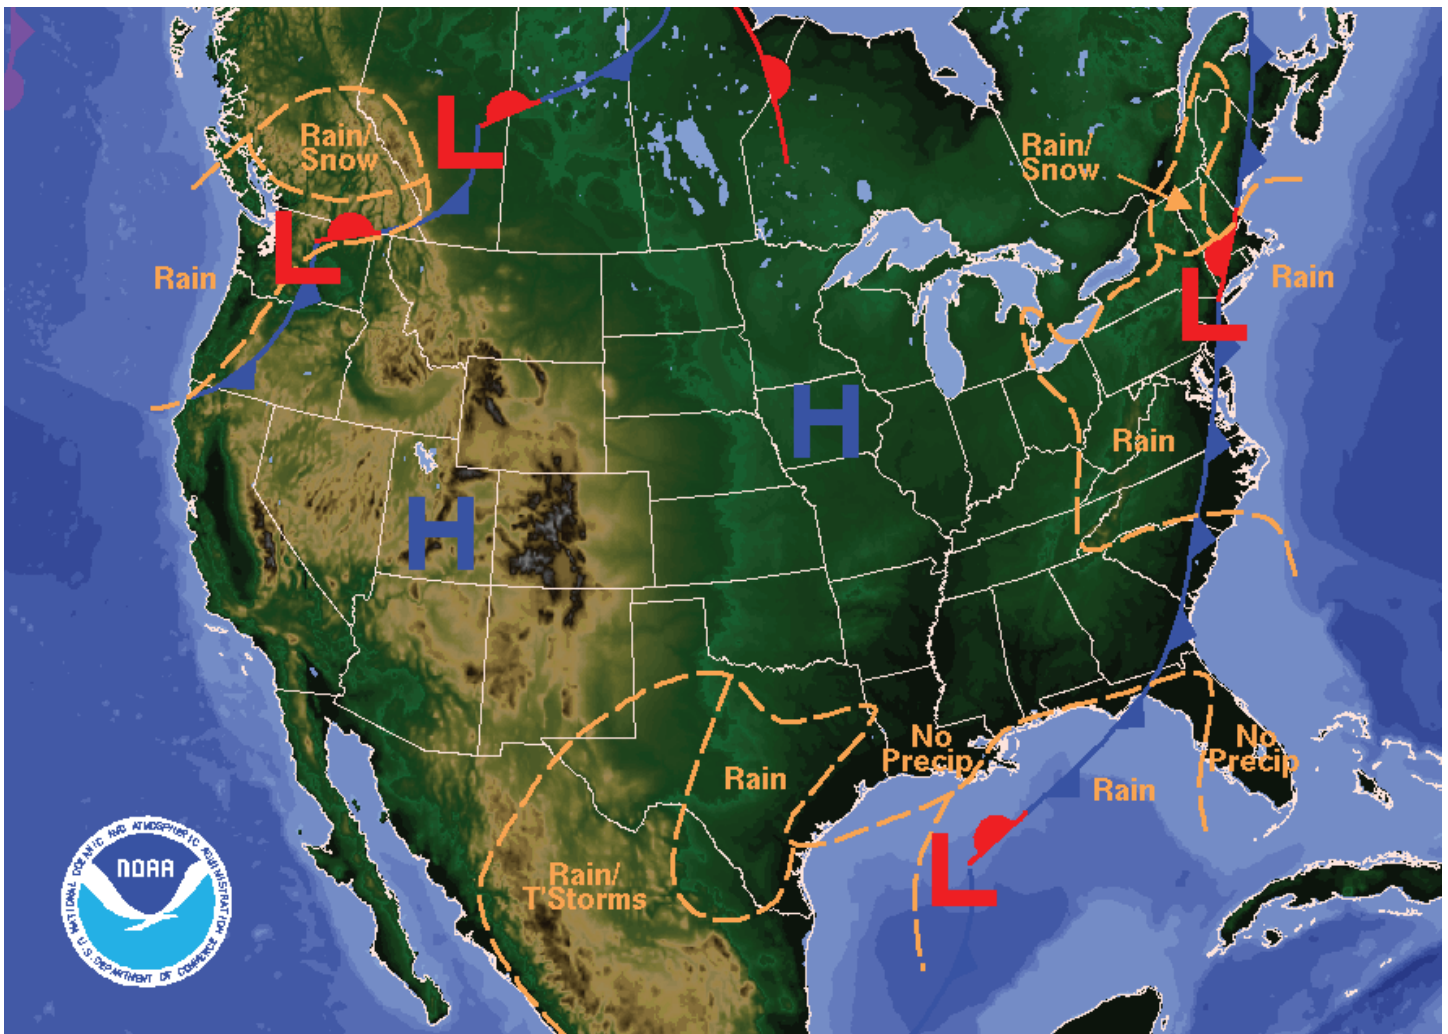 Rain/
Snow
L
Rain/
Snow
L
Rain
L
Rain
H
Rain
H
No
Precip
No
Precip
Rain
Rain
Rain/
T'Storms
L
NOAA
NATIONAL OCEANIC AND ATMOSPHERIC ADMINISTRATION
U.S. DEPARTMENT OF COMMERCE